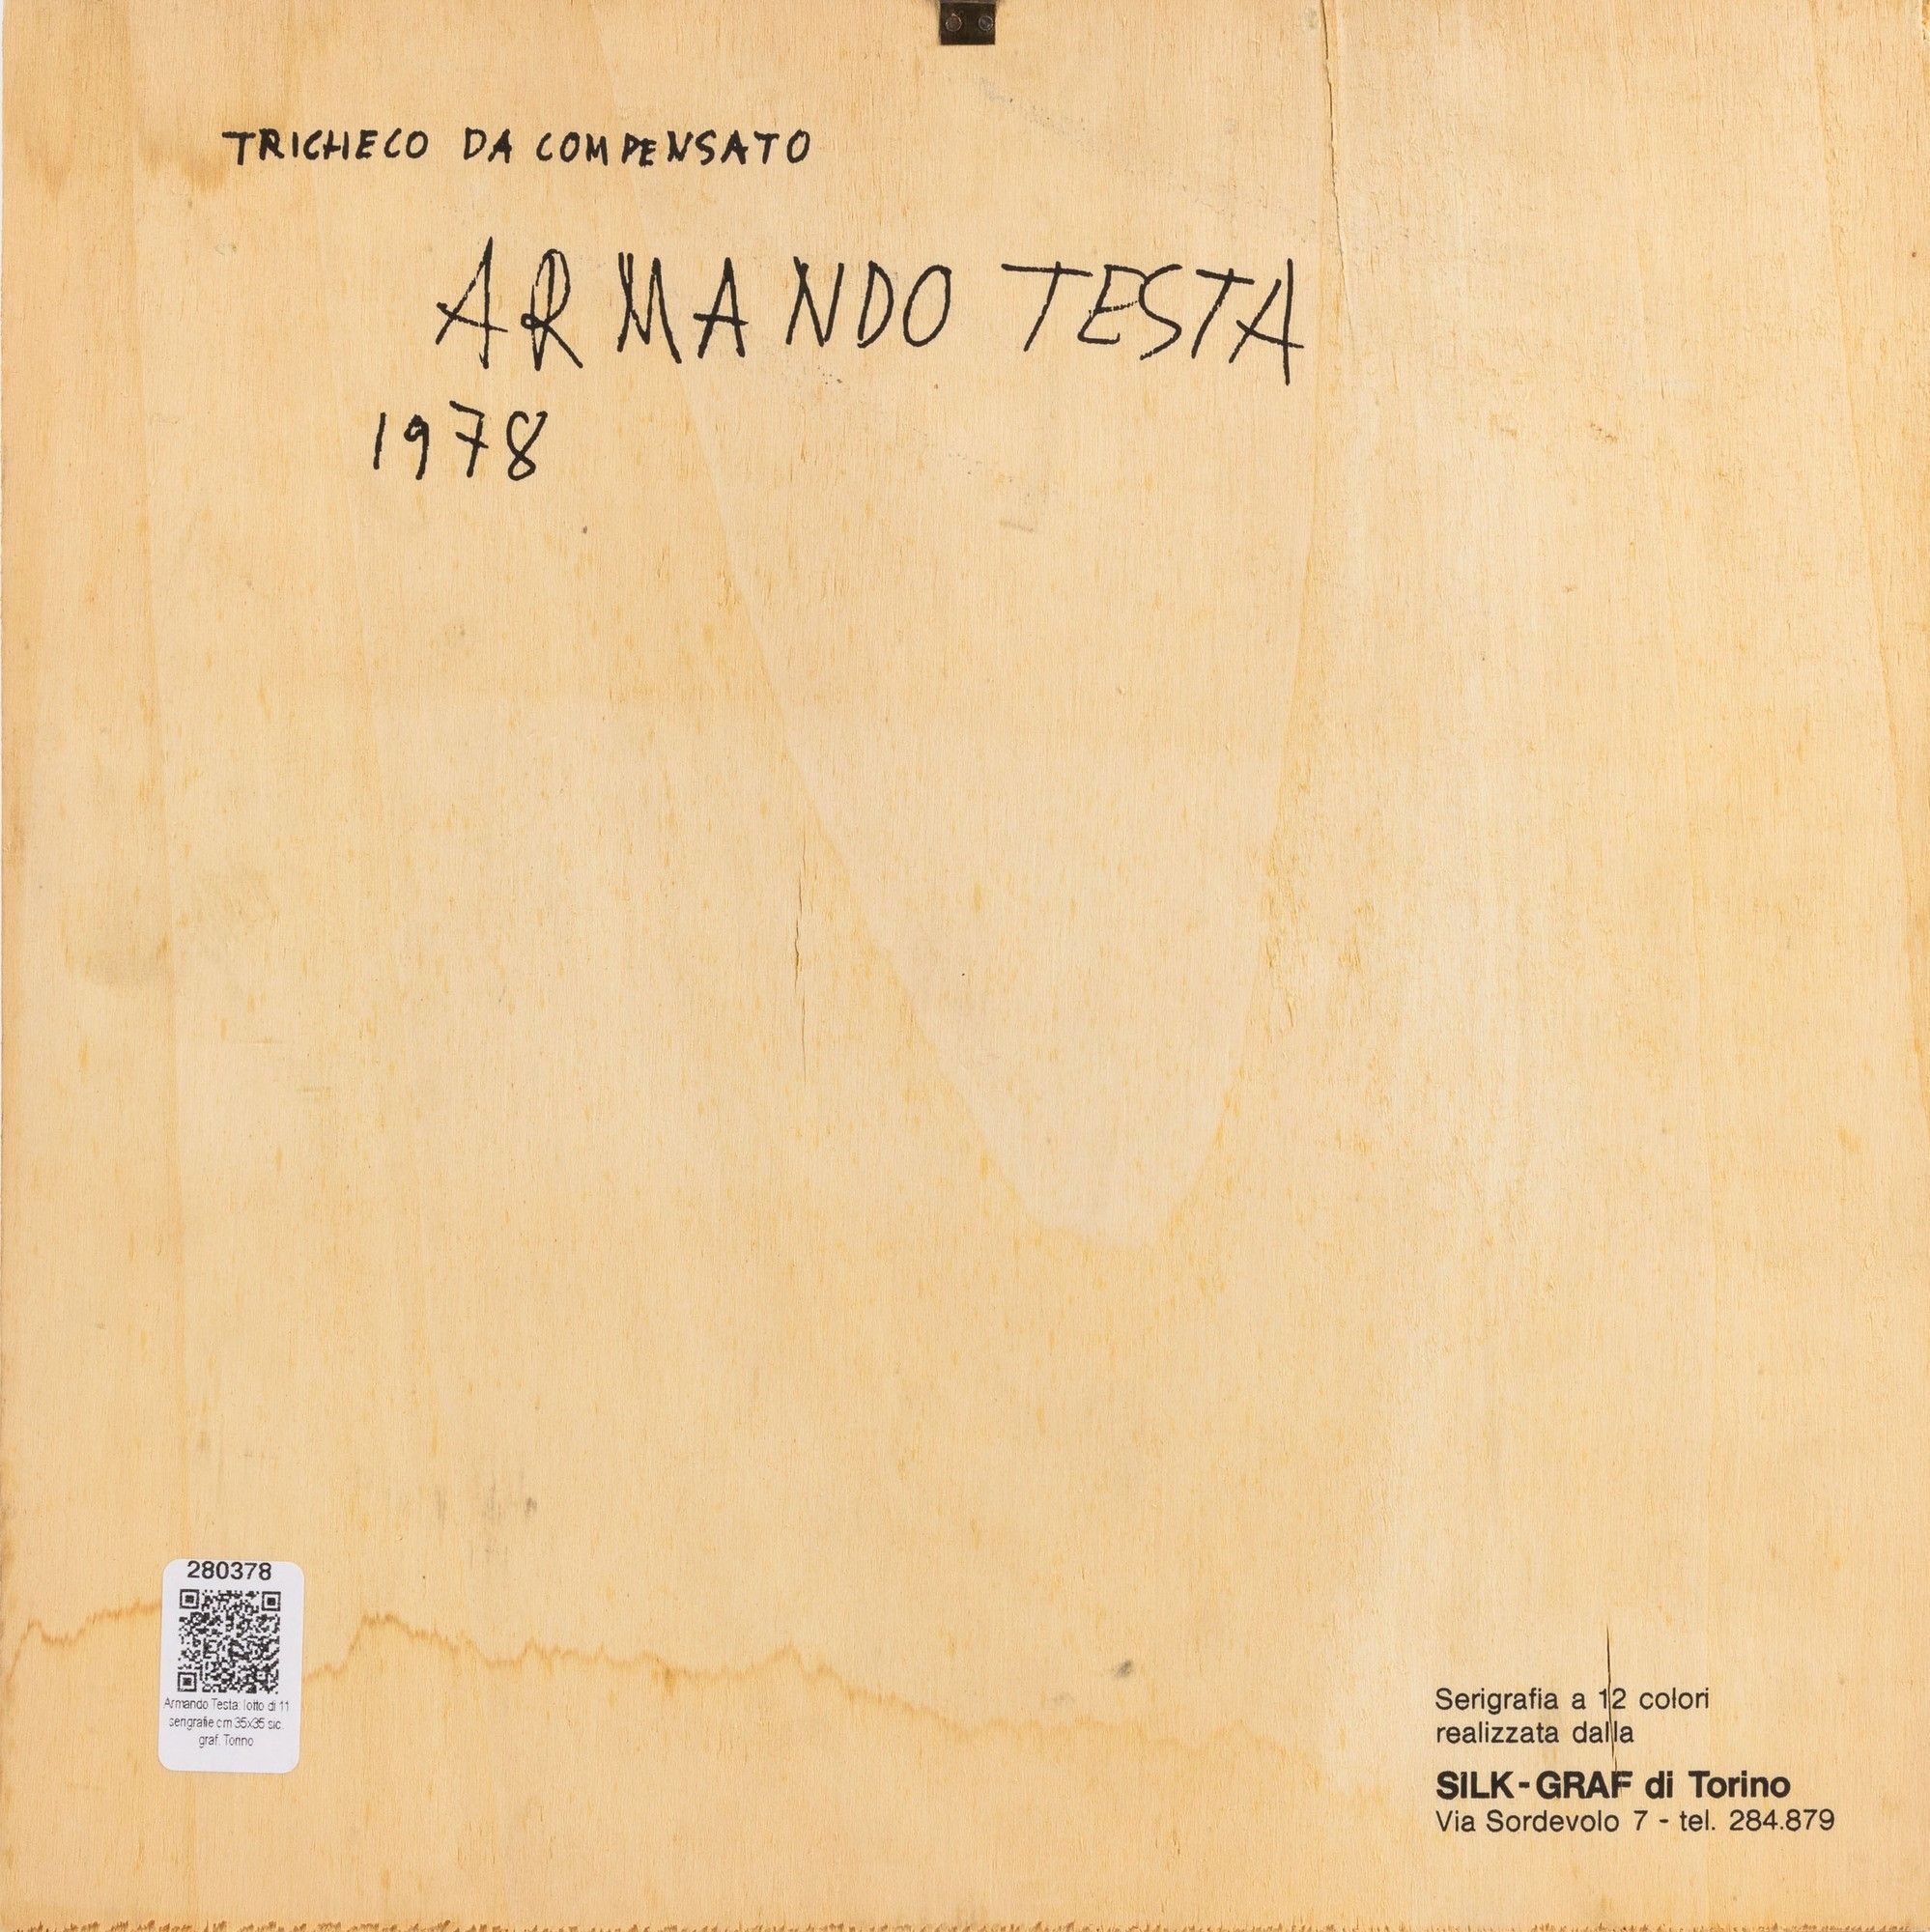 TRICHECO DA COMPENSATO
ARMANDO TESTA
1978
280378
Armando Testa: lotto di 11
serigrafie cm 35x35 sic.
graf. Torino
Serigrafia a 12 colori
realizzata dalla
SILK-GRAF di Torino
Via Sordevolo 7 - tel. 284.879